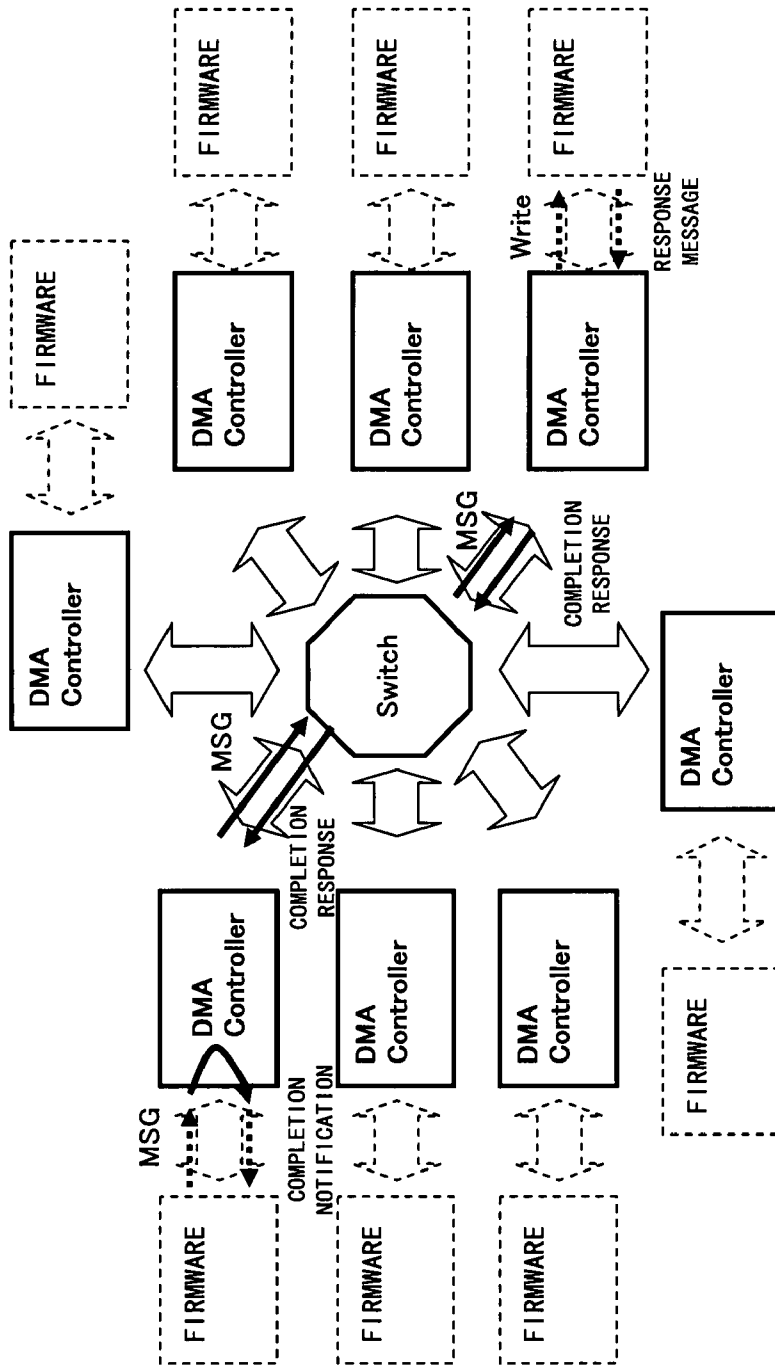 DMA
Controller
FIRMWARE
FIRMWARE
MSG
COMPLETION
NOTIFICATION
DMA
Controller
MSG
COMPLETION
RESPONSE
DMA
Controller
FIRMWARE
FIRMWARE
DMA
Controller
Switch
DMA
Controller
FIRMWARE
FIRMWARE
DMA
Controller
MSG
COMPLETION
RESPONSE
DMA
Controller
Write
RESPONSE
MESSAGE
FIRMWARE
FIRMWARE
DMA
Controller